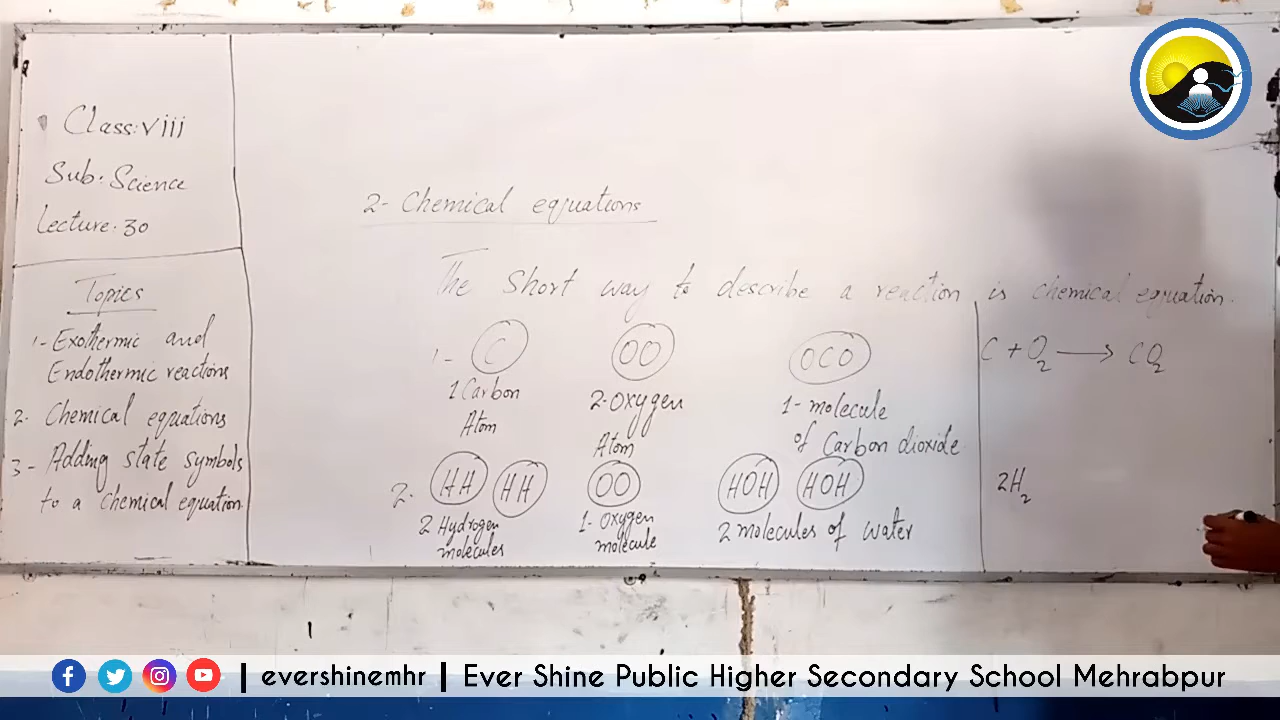 Class: viii
Sub: Science
Lecture: 30
Topics
1- Exothermic and
Endothermic reactions
2- Chemical equations
3- Adding state symbols
to a chemical equation
2- Chemical equations
The short way to describe a reaction is chemical equation.
1- C OO OCO
1 Carbon Atom
2-Oxygen Atom
1- molecule of Carbon dioxide
C + O2 → CO2
2. HH HH OO HOH HOH
2 Hydrogen molecules
1- Oxygen molecule
2 molecules of water
2H2
| evershinemhr | Ever Shine Public Higher Secondary School Mehrabpur